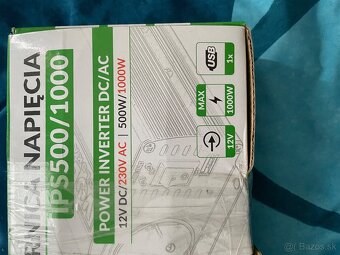 RNICA NAPIĘCIA
IPS500/1000
POWER INVERTER DC/AC
12V DC/230V AC | 500W/1000W
USB
1x
MAX
1000W
12V
Bazos.sk